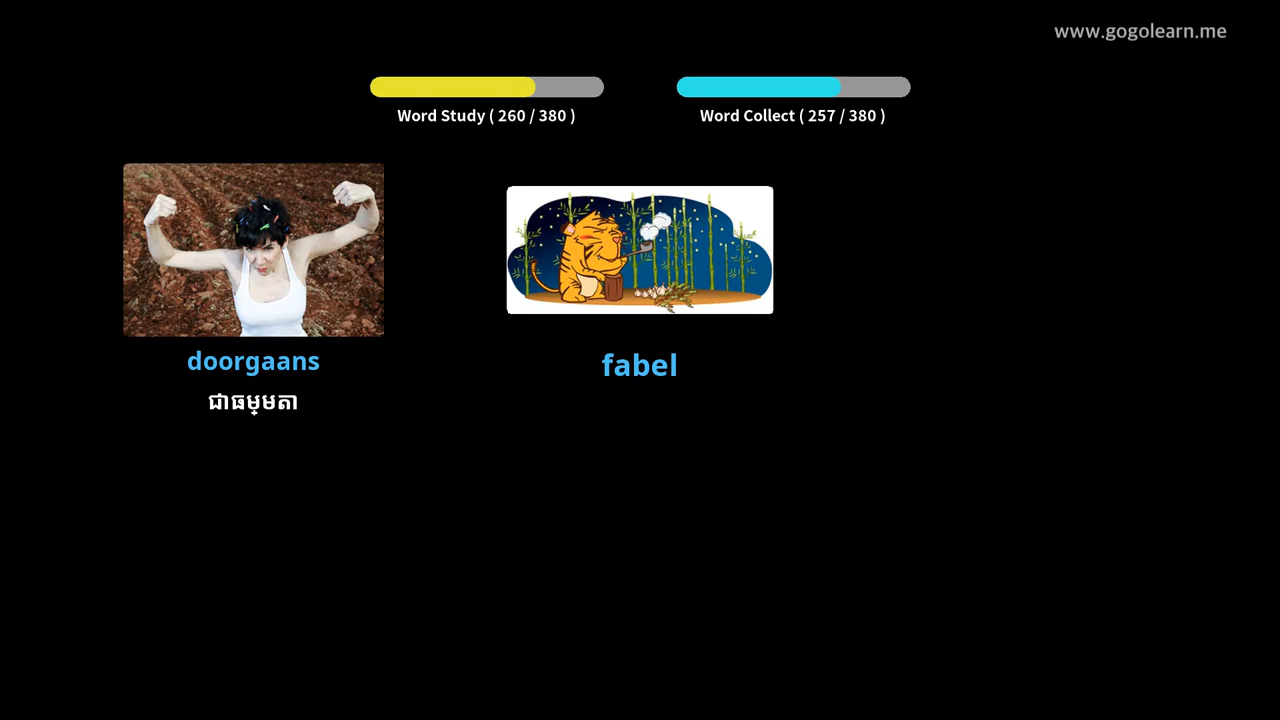 www.gogolearn.me
Word Study ( 260 / 380 )
Word Collect ( 257 / 380 )
doorgaans
ជាធម្មតា
fabel